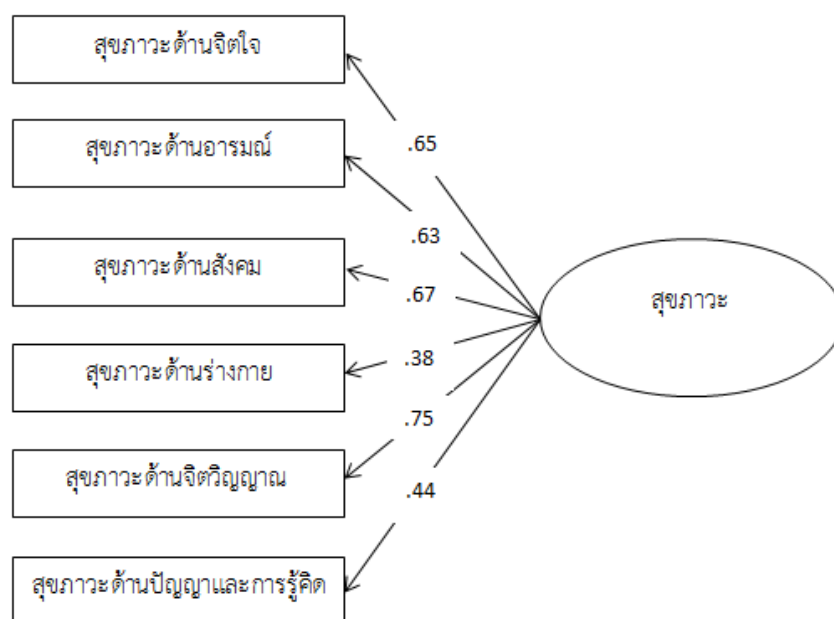 สุขภาวะด้านจิตใจ
.65
สุขภาวะด้านอารมณ์
.63
สุขภาวะด้านสังคม
.67
สุขภาวะ
สุขภาวะด้านร่างกาย
.38
สุขภาวะด้านจิตวิญญาณ
.75
สุขภาวะด้านปัญญาและการรู้คิด
.44